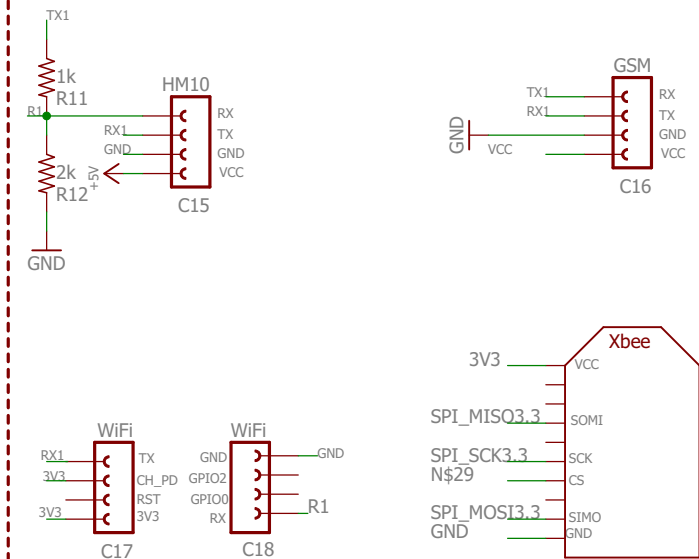 TX1
1k
R11
R1
2k
R12
GND
HM10
RX
RX1 TX
GND GND
+5V VCC
C15
GSM
TX1 RX
RX1 TX
GND GND
VCC VCC
C16
Xbee
3V3 VCC
SPI_MISO3.3 SOMI
SPI_SCK3.3 SCK
N$29 CS
SPI_MOSI3.3 SIMO
GND GND
WiFi
RX1 TX
3V3 CH_PD
RST
3V3 3V3
C17
WiFi
GND GND
GPIO2
GPIO0
RX R1
C18